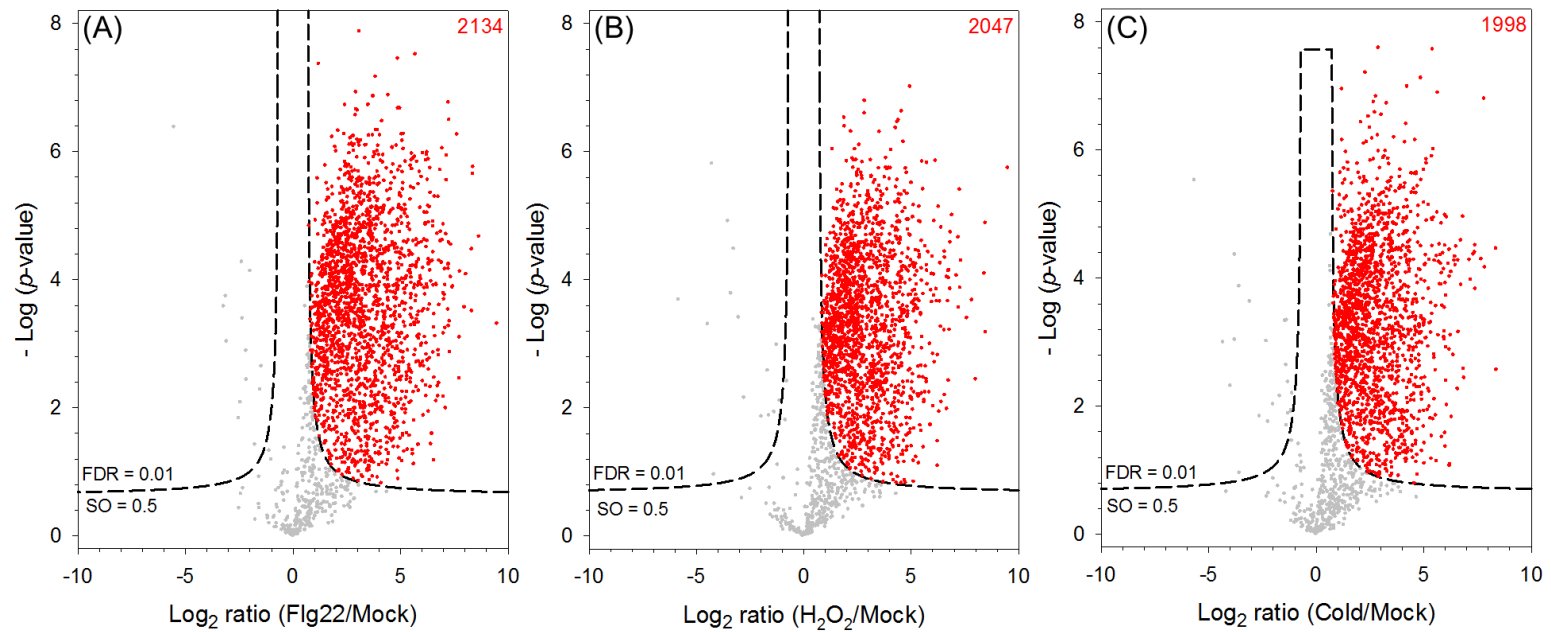 (A)
2134
8
6
4
2
0
- Log (p-value)
FDR = 0.01
SO = 0.5
-10 -5 0 5 10
Log2 ratio (Flg22/Mock)
(B)
2047
8
6
4
2
0
- Log (p-value)
FDR = 0.01
SO = 0.5
-10 -5 0 5 10
Log2 ratio (H2O2/Mock)
(C)
1998
8
6
4
2
0
- Log (p-value)
FDR = 0.01
SO = 0.5
-10 -5 0 5 10
Log2 ratio (Cold/Mock)